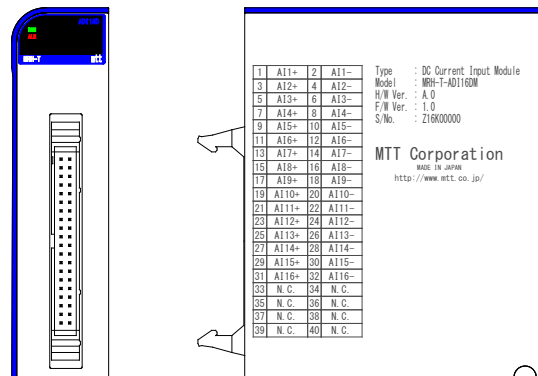 MRH-T mtt
1 AI1+ 2 AI1-
3 AI2+ 4 AI2-
5 AI3+ 6 AI3-
7 AI4+ 8 AI4-
9 AI5+ 10 AI5-
11 AI6+ 12 AI6-
13 AI7+ 14 AI7-
15 AI8+ 16 AI8-
17 AI9+ 18 AI9-
19 AI10+ 20 AI10-
21 AI11+ 22 AI11-
23 AI12+ 24 AI12-
25 AI13+ 26 AI13-
27 AI14+ 28 AI14-
29 AI15+ 30 AI15-
31 AI16+ 32 AI16-
33 N.C. 34 N.C.
35 N.C. 36 N.C.
37 N.C. 38 N.C.
39 N.C. 40 N.C.
Type : DC Current Input Module
Model : MRH-T-ADI16DM
H/W Ver. : A.0
F/W Ver. : 1.0
S/No. : Z16K00000
MTT Corporation
MADE IN JAPAN
http://www.mtt.co.jp/